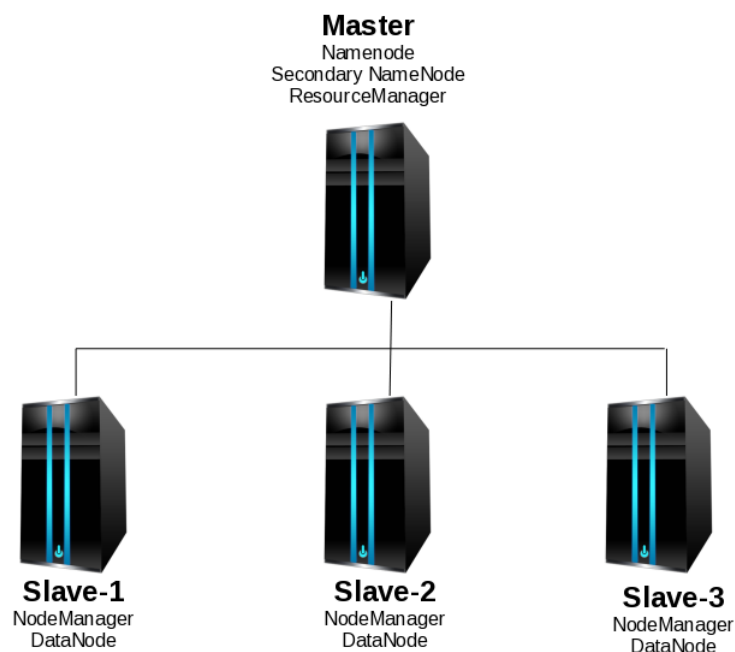 Master
Namenode
Secondary NameNode
ResourceManager
Slave-1
NodeManager
DataNode
Slave-2
NodeManager
DataNode
Slave-3
NodeManager
DataNode